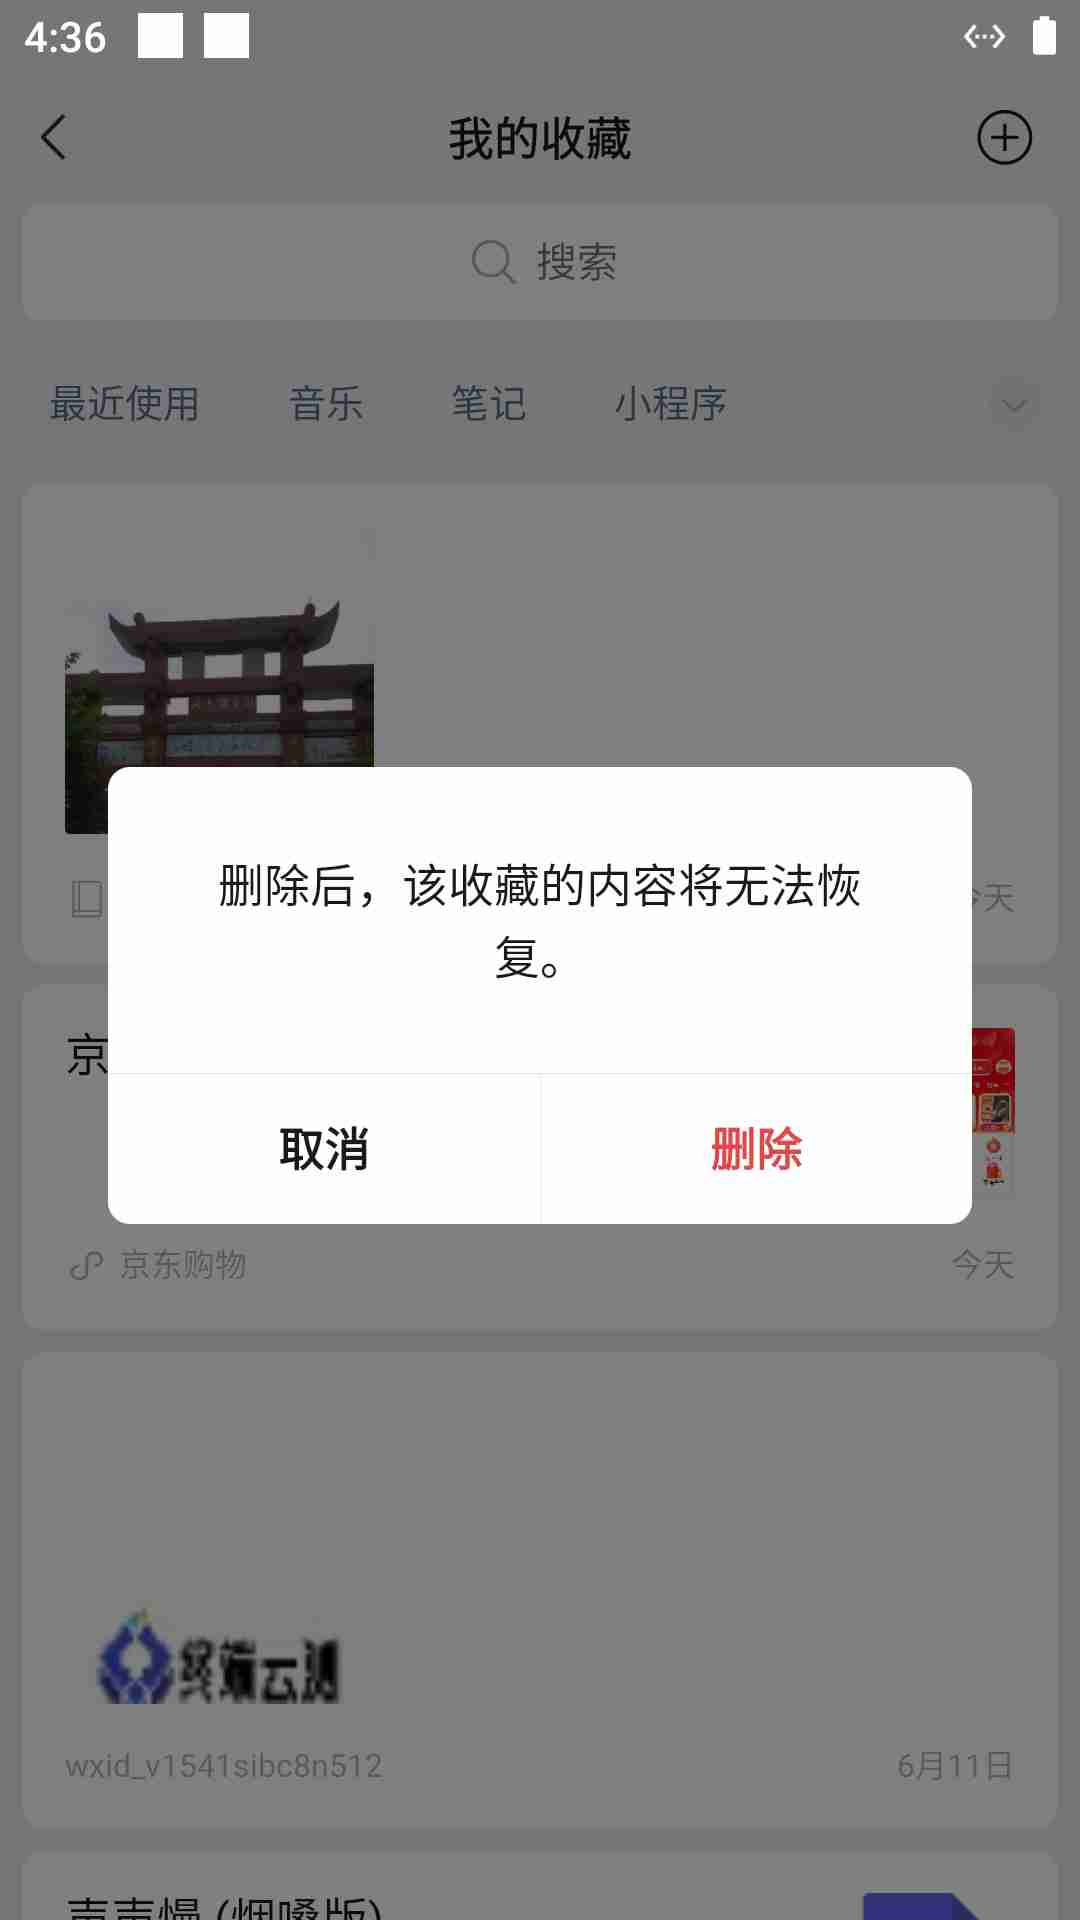 4:36
我的收藏
搜索
最近使用 音乐 笔记 小程序
今天
删除后，该收藏的内容将无法恢
复。
京
取消 删除
京东购物 今天
终端云测
wxid_v1541sibc8n512 6月11日
声声慢 (烟嗓版)